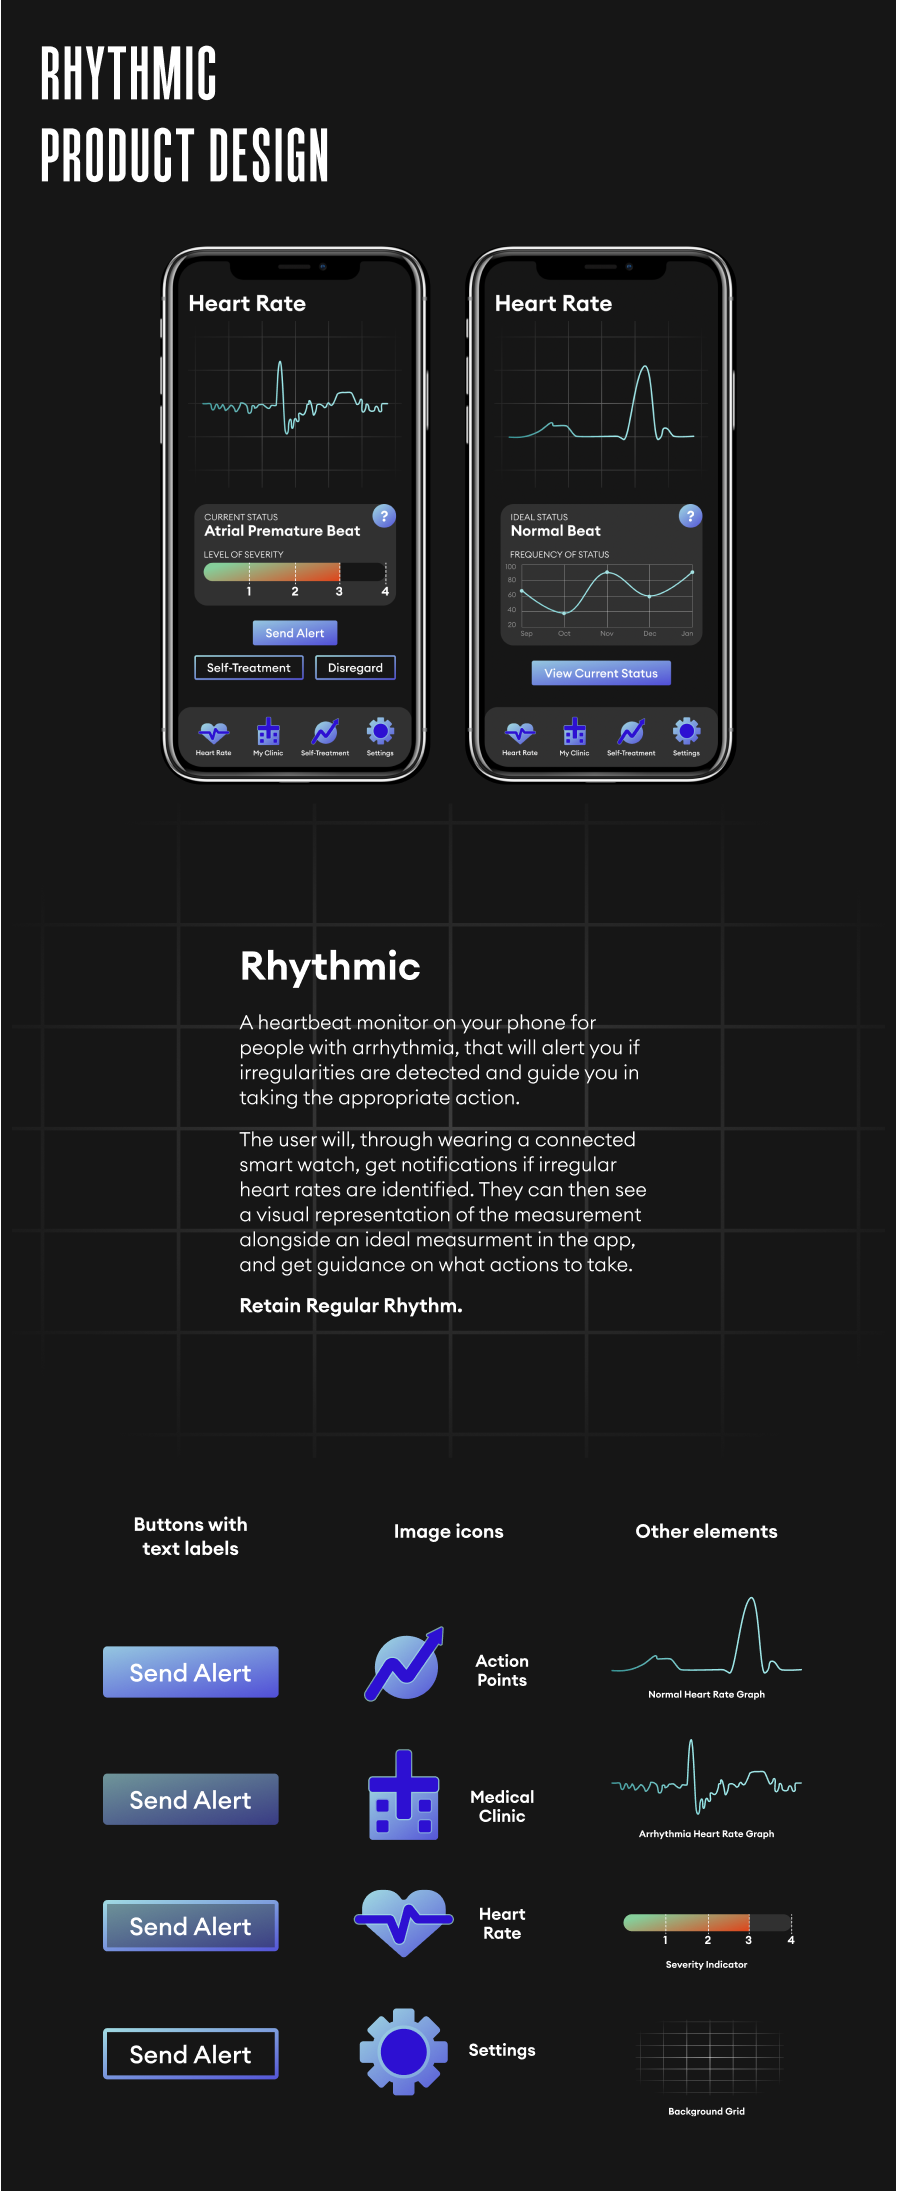 RHYTHMIC
PRODUCT DESIGN
Heart Rate
CURRENT STATUS
?
Atrial Premature Beat
LEVEL OF SEVERITY
1 2 3 4
Send Alert
Self-Treatment Disregard
Heart Rate My Clinic Self-Treatment Settings
Heart Rate
IDEAL STATUS
?
Normal Beat
FREQUENCY OF STATUS
100
80
60
40
20
Sep Oct Nov Dec Jan
View Current Status
Heart Rate My Clinic Self-Treatment Settings
Rhythmic
A heartbeat monitor on your phone for
people with arrhythmia, that will alert you if
irregularities are detected and guide you in
taking the appropriate action.
The user will, through wearing a connected
smart watch, get notifications if irregular
heart rates are identified. They can then see
a visual representation of the measurement
alongside an ideal measurment in the app,
and get guidance on what actions to take.
Retain Regular Rhythm.
Buttons with
text labels
Send Alert
Send Alert
Send Alert
Send Alert
Image icons
Action
Points
Medical
Clinic
Heart
Rate
Settings
Other elements
Normal Heart Rate Graph
Arrhythmia Heart Rate Graph
1 2 3 4
Severity Indicator
Background Grid